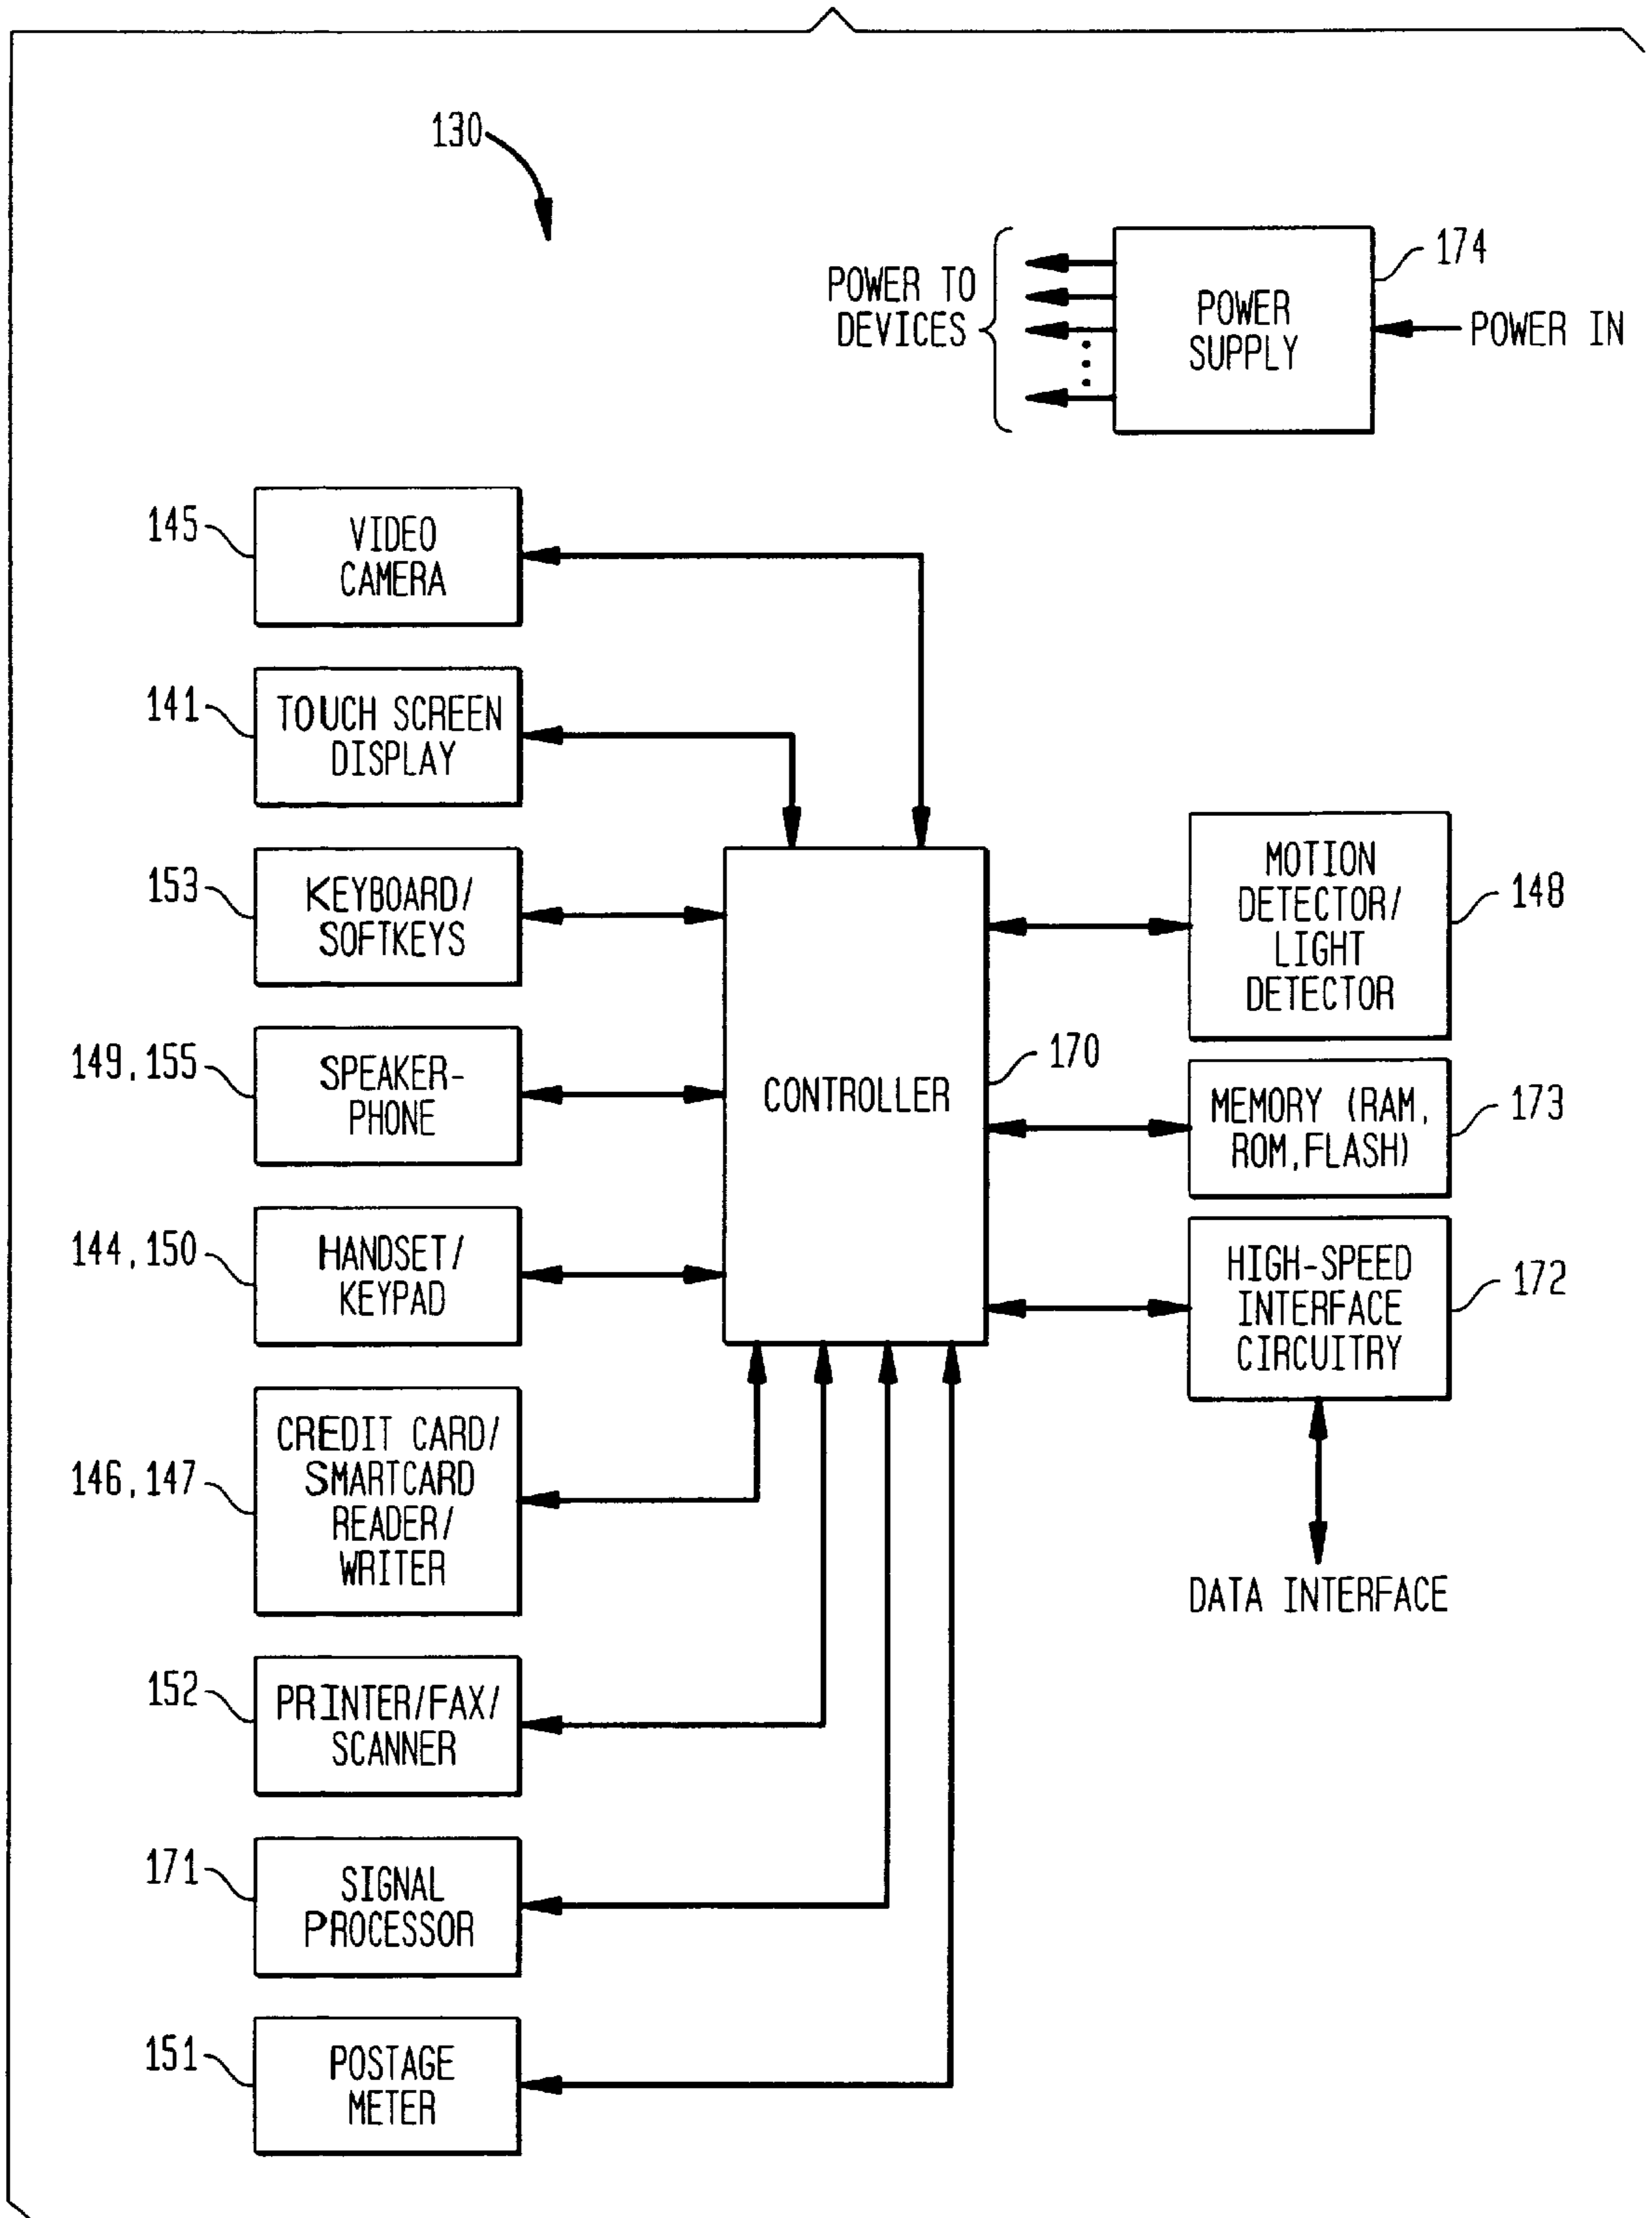 130
174
POWER TO
DEVICES
POWER
SUPPLY
POWER IN
145
VIDEO
CAMERA
141
TOUCH SCREEN
DISPLAY
153
KEYBOARD/
SOFTKEYS
149,155
SPEAKER-
PHONE
144,150
HANDSET/
KEYPAD
146,147
CREDIT CARD/
SMARTCARD
READER/
WRITER
152
PRINTER/FAX/
SCANNER
171
SIGNAL
PROCESSOR
151
POSTAGE
METER
CONTROLLER
170
MOTION
DETECTOR/
LIGHT
DETECTOR
148
MEMORY (RAM,
ROM,FLASH)
173
HIGH-SPEED
INTERFACE
CIRCUITRY
172
DATA INTERFACE